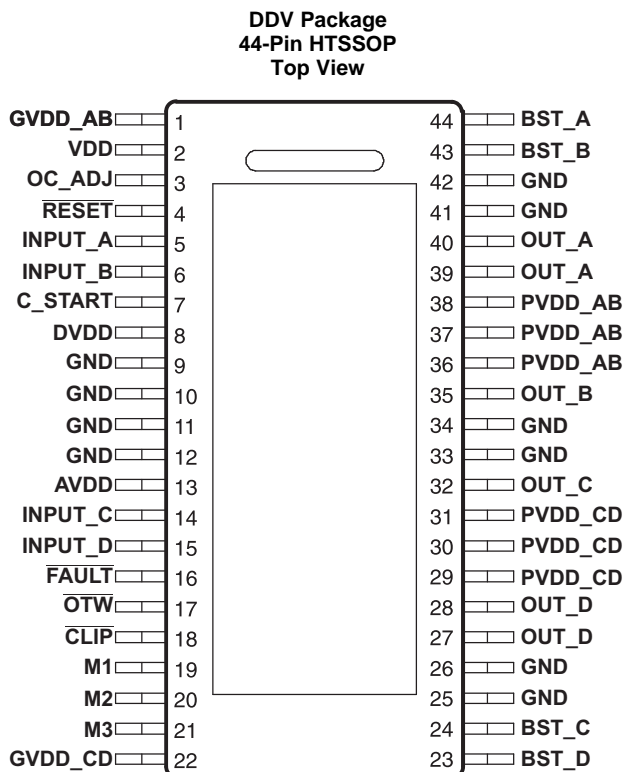 DDV Package
44-Pin HTSSOP
Top View
GVDD_AB 1 44 BST_A
VDD 2 43 BST_B
OC_ADJ 3 42 GND
RESET 4 41 GND
INPUT_A 5 40 OUT_A
INPUT_B 6 39 OUT_A
C_START 7 38 PVDD_AB
DVDD 8 37 PVDD_AB
GND 9 36 PVDD_AB
GND 10 35 OUT_B
GND 11 34 GND
GND 12 33 GND
AVDD 13 32 OUT_C
INPUT_C 14 31 PVDD_CD
INPUT_D 15 30 PVDD_CD
FAULT 16 29 PVDD_CD
OTW 17 28 OUT_D
CLIP 18 27 OUT_D
M1 19 26 GND
M2 20 25 GND
M3 21 24 BST_C
GVDD_CD 22 23 BST_D